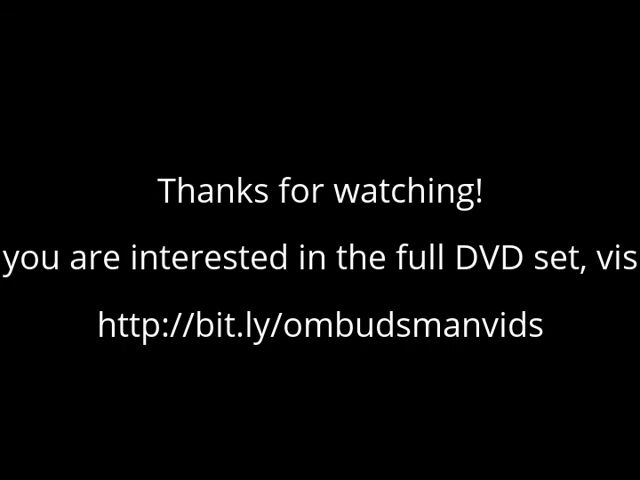 Thanks for watching!
you are interested in the full DVD set, vis
http://bit.ly/ombudsmanvids